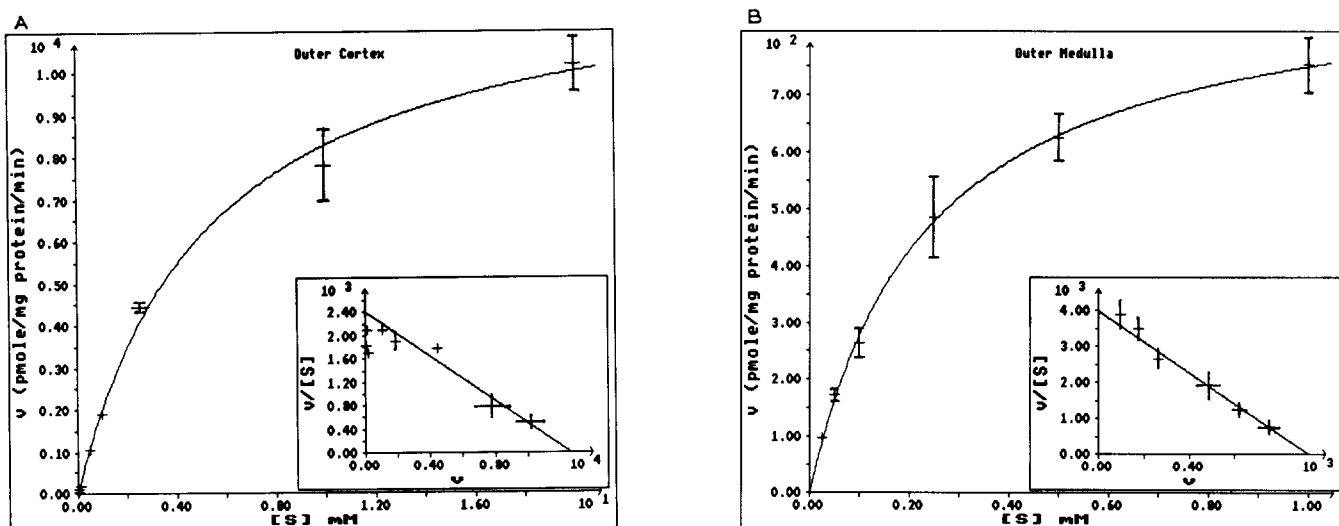 A
10 4
Outer Cortex
1.00
0.90
0.80
0.70
0.60
0.50
0.40
0.30
0.20
0.10
0.00
v (pmole/mg protein/min)
0.00 0.40 0.80 1.20 1.60 10 1
[S] mM
10 3
2.40
2.00
1.60
1.20
0.80
0.40
0.00
v/[S]
0.00 0.40 0.80 10 4
v
B
10 2
Outer Medulla
7.00
6.00
5.00
4.00
3.00
2.00
1.00
0.00
v (pmole/mg protein/min)
0.00 0.20 0.40 0.60 0.80 1.00
[S] mM
10 3
4.00
3.00
2.00
1.00
0.00
v/[S]
0.00 0.40 0.80 10 3
v